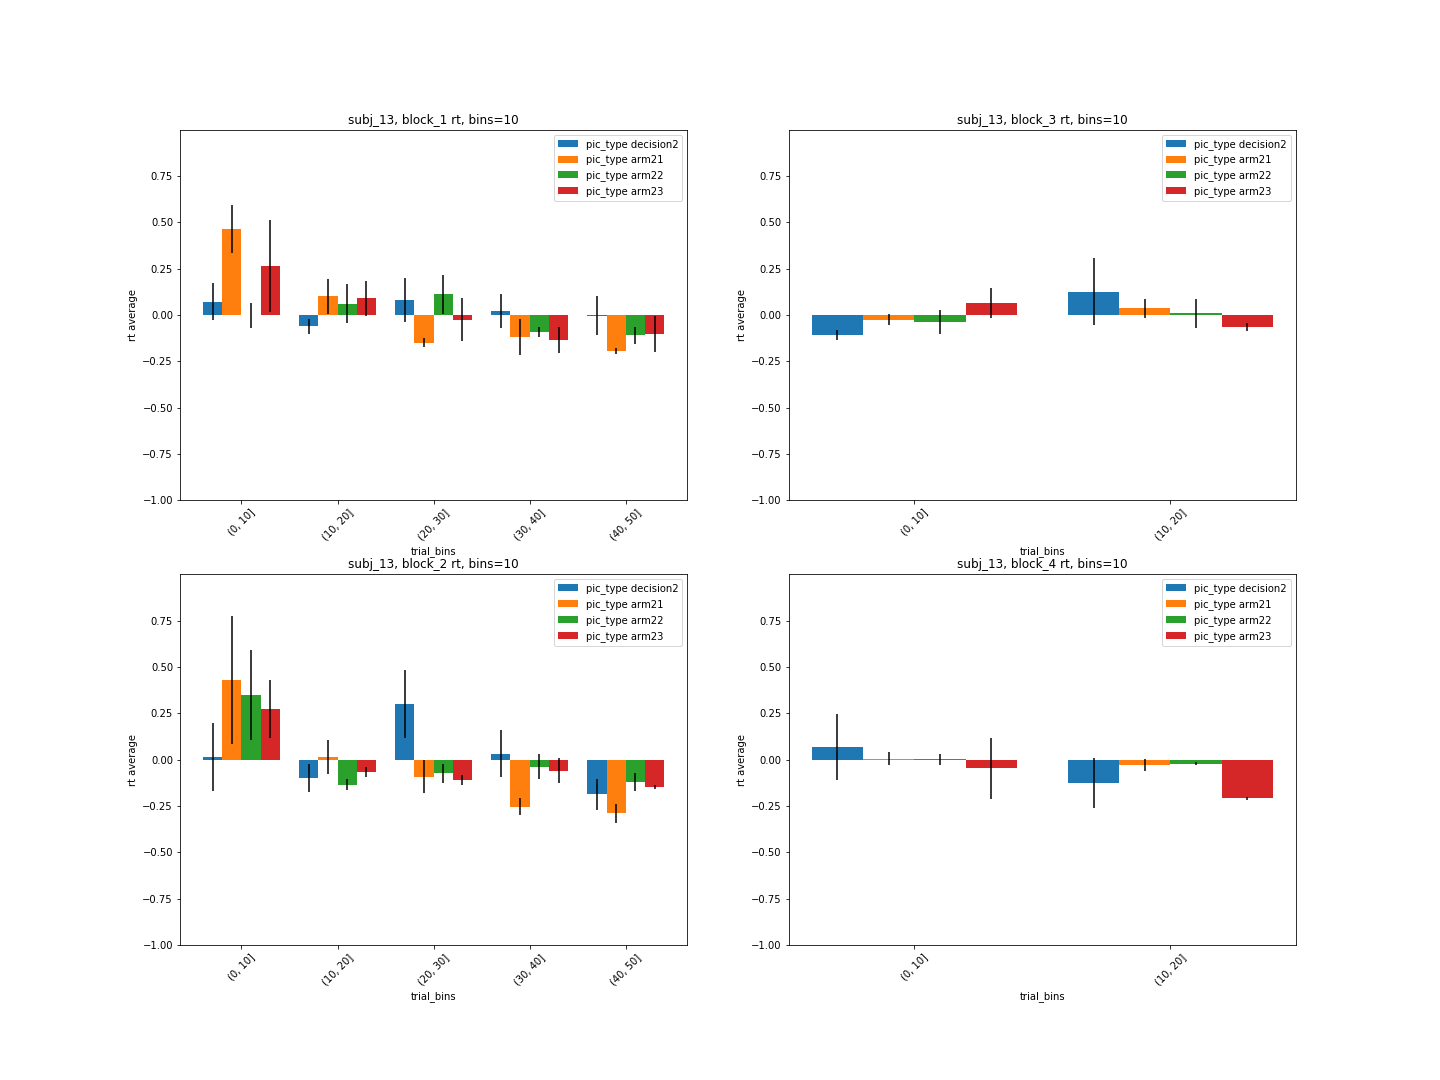 subj_13, block_1 rt, bins=10
pic_type decision2
pic_type arm21
pic_type arm22
pic_type arm23
0.75
0.50
0.25
0.00
−0.25
−0.50
−0.75
−1.00
rt average
(0, 10]
(10, 20]
(20, 30]
(30, 40]
(40, 50]
trial_bins
subj_13, block_3 rt, bins=10
pic_type decision2
pic_type arm21
pic_type arm22
pic_type arm23
0.75
0.50
0.25
0.00
−0.25
−0.50
−0.75
−1.00
rt average
(0, 10]
(10, 20]
trial_bins
subj_13, block_2 rt, bins=10
pic_type decision2
pic_type arm21
pic_type arm22
pic_type arm23
0.75
0.50
0.25
0.00
−0.25
−0.50
−0.75
−1.00
rt average
(0, 10]
(10, 20]
(20, 30]
(30, 40]
(40, 50]
trial_bins
subj_13, block_4 rt, bins=10
pic_type decision2
pic_type arm21
pic_type arm22
pic_type arm23
0.75
0.50
0.25
0.00
−0.25
−0.50
−0.75
−1.00
rt average
(0, 10]
(10, 20]
trial_bins